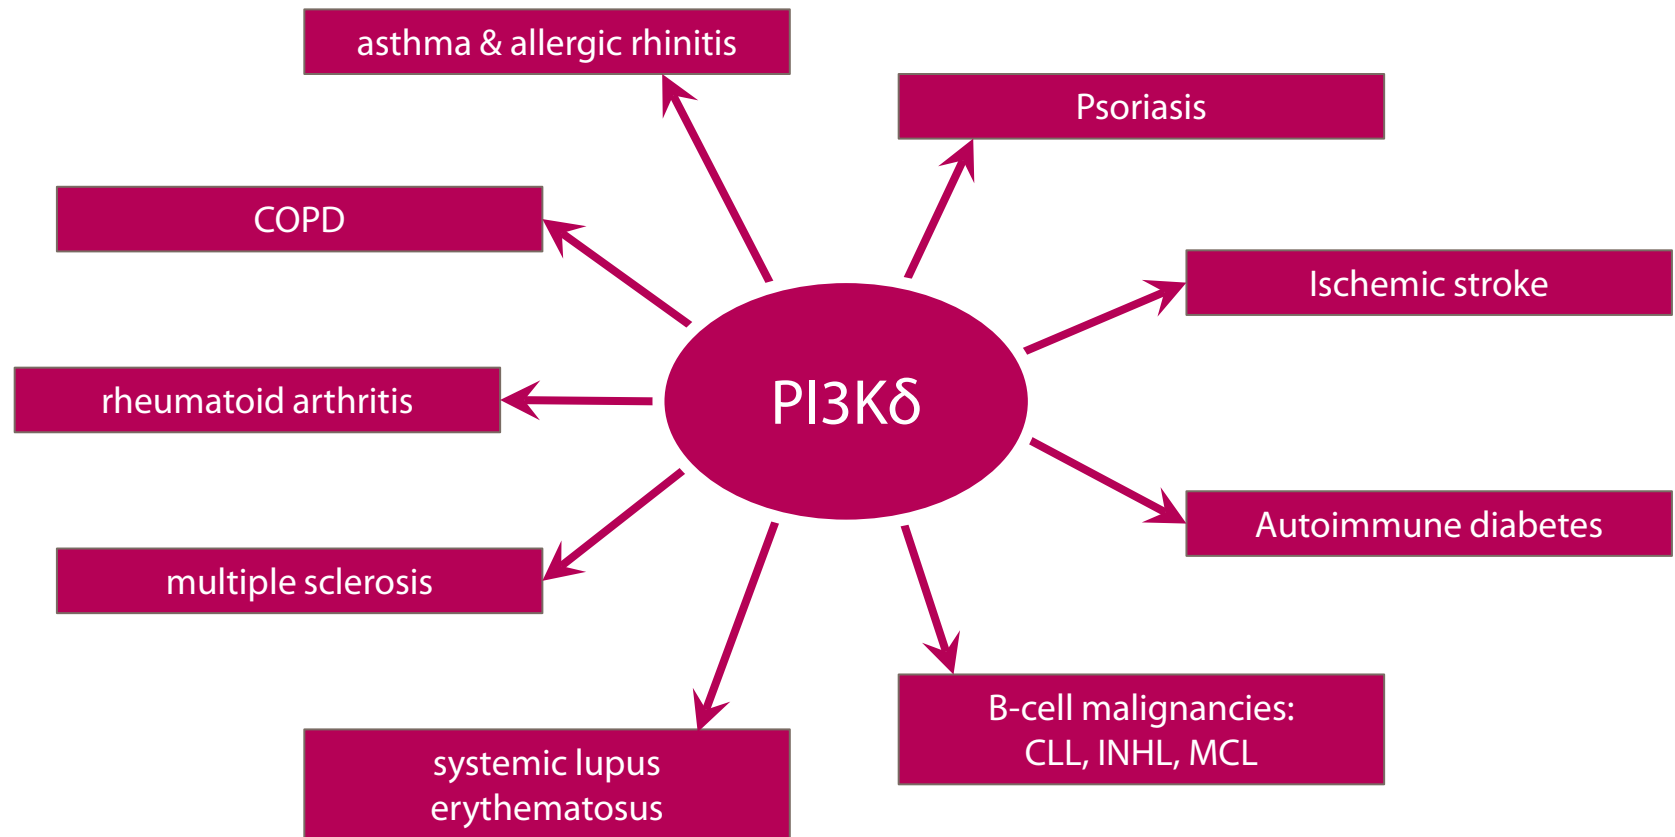 asthma & allergic rhinitis
Psoriasis
COPD
Ischemic stroke
rheumatoid arthritis
PI3Kδ
Autoimmune diabetes
multiple sclerosis
B-cell malignancies:
CLL, INHL, MCL
systemic lupus
erythematosus